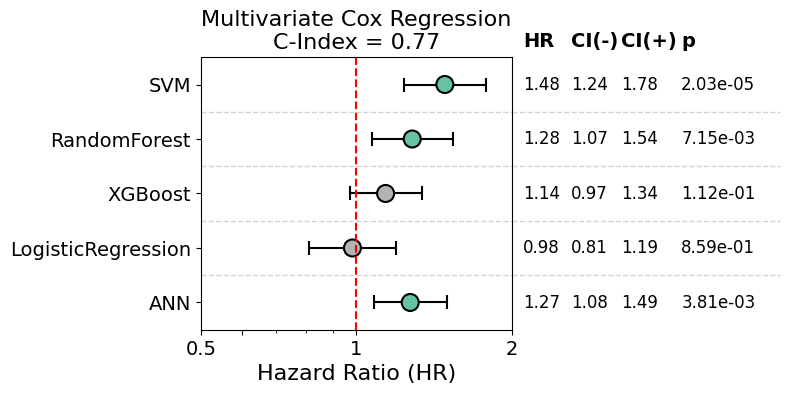 Multivariate Cox Regression
C-Index = 0.77
HR CI(-) CI(+) p
SVM 1.48 1.24 1.78 2.03e-05
RandomForest 1.28 1.07 1.54 7.15e-03
XGBoost 1.14 0.97 1.34 1.12e-01
LogisticRegression 0.98 0.81 1.19 8.59e-01
ANN 1.27 1.08 1.49 3.81e-03
0.5 1 2
Hazard Ratio (HR)